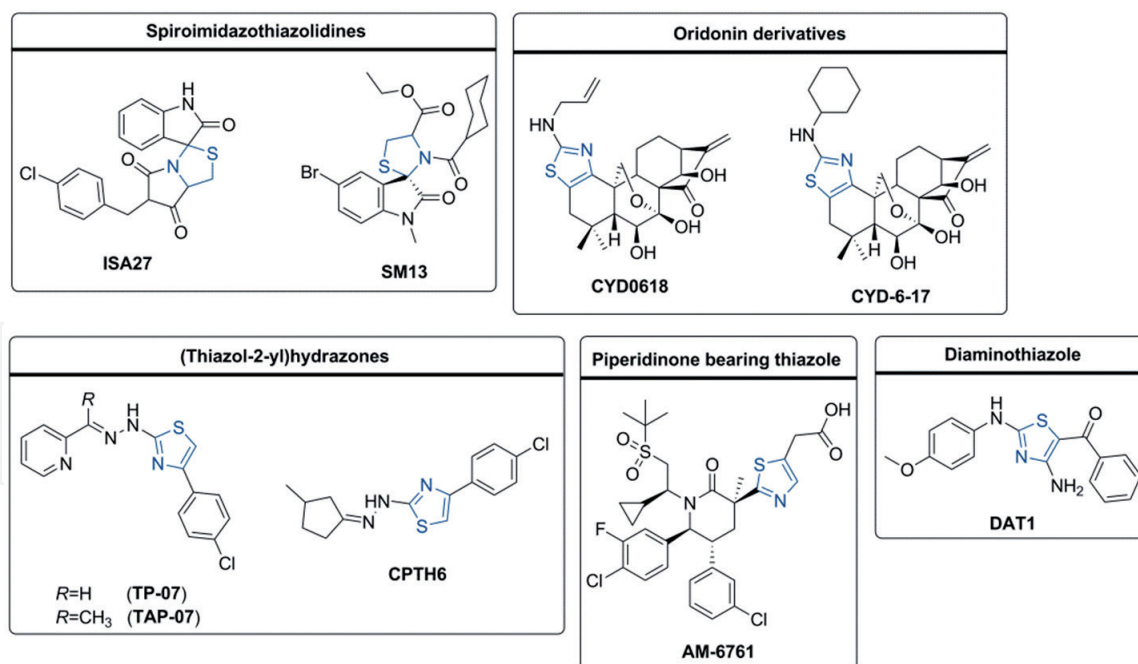 Spiroimidazothiazolidines
H
N
O
N
S
O
Cl
O
ISA27
O
O
N
S
O
Br
O
N
SM13
Oridonin derivatives
HN
N
S
O
OH
O
OH
H
OH
CYD0618
HN
N
S
O
OH
O
OH
H
OH
CYD-6-17
(Thiazol-2-yl)hydrazones
R
H
N
N
S
N
N
Cl
R=H (TP-07)
R=CH₃ (TAP-07)
Cl
N
HN
N
S
CPTH6
Piperidinone bearing thiazole
OH
O
O
S
O
O
S
N
N
F
Cl
Cl
AM-6761
Diaminothiazole
H
N
S
O
N
O
NH₂
DAT1